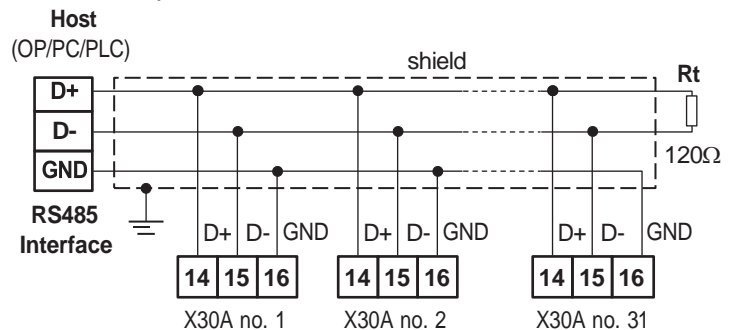 Host
(OP/PC/PLC)
shield
Rt
D+
D-
GND
120Ω
RS485
Interface
D+ D- GND
D+ D- GND
D+ D- GND
14 15 16
14 15 16
14 15 16
X30A no. 1
X30A no. 2
X30A no. 31